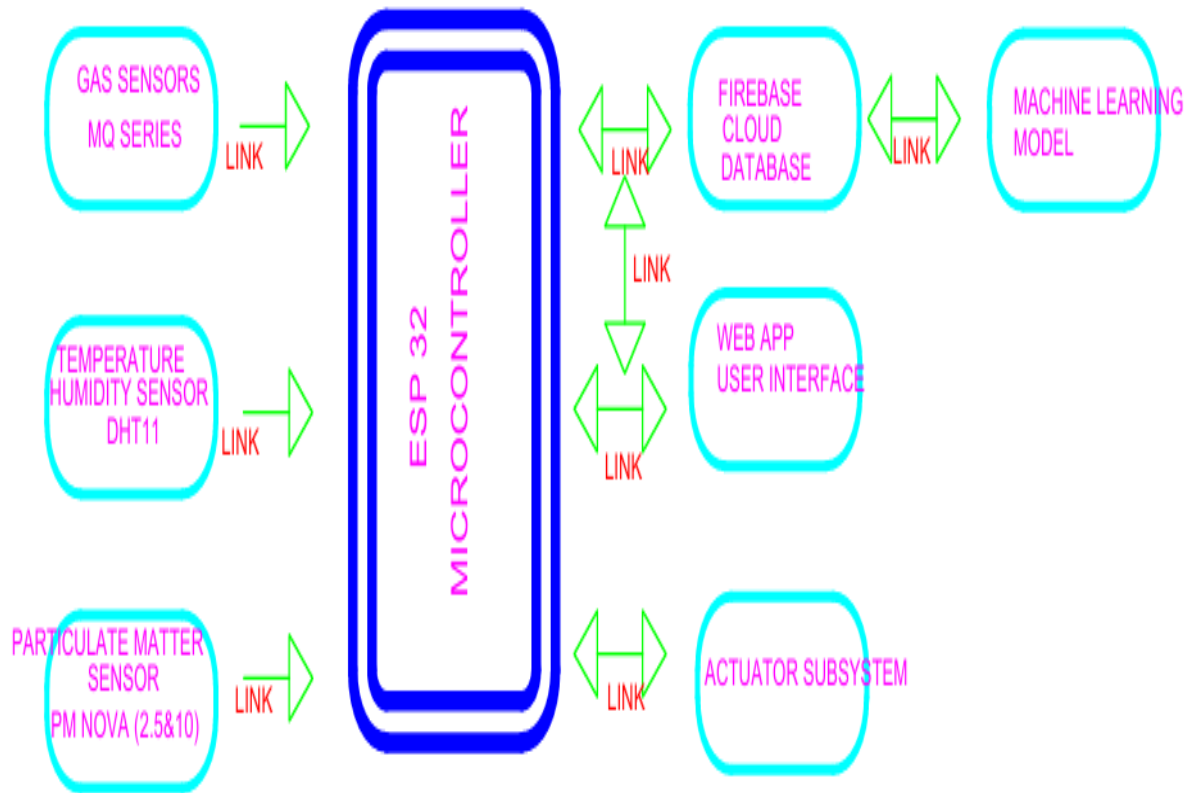 GAS SENSORS
MQ SERIES
LINK
TEMPERATURE
HUMIDITY SENSOR
DHT11
LINK
PARTICULATE MATTER
SENSOR
PM NOVA (2.5&10)
LINK
ESP 32
MICROCONTROLLER
LINK
FIREBASE
CLOUD
DATABASE
LINK
MACHINE LEARNING
MODEL
LINK
WEB APP
USER INTERFACE
LINK
ACTUATOR SUBSYSTEM
LINK